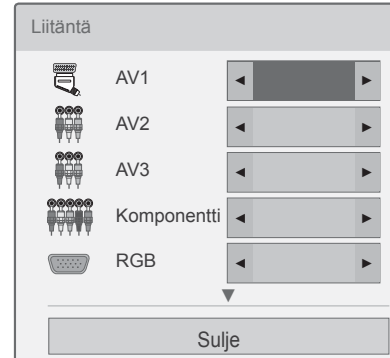 Liitäntä
AV1
AV2
AV3
Komponentti
RGB
Sulje